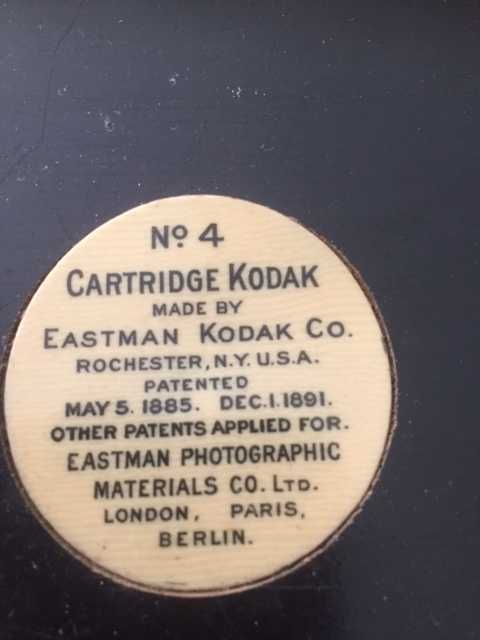 Nº 4
CARTRIDGE KODAK
MADE BY
EASTMAN KODAK CO.
ROCHESTER, N.Y. U.S.A.
PATENTED
MAY 5. 1885. DEC.1.1891.
OTHER PATENTS APPLIED FOR.
EASTMAN PHOTOGRAPHIC
MATERIALS CO. LTD.
LONDON, PARIS,
BERLIN.